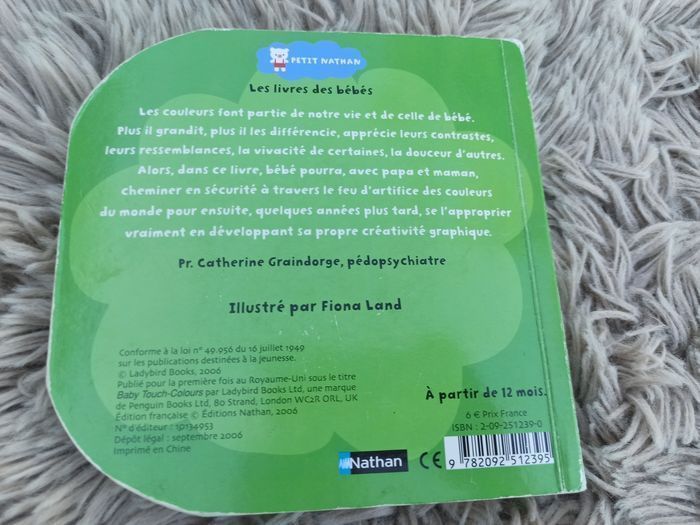 PETIT NATHAN
Les livres des bébés
Les couleurs font partie de notre vie et de celle de bébé.
Plus il grandit, plus il les différencie, apprécie leurs contrastes,
leurs ressemblances, la vivacité de certaines, la douceur d'autres.
Alors, dans ce livre, bébé pourra, avec papa et maman,
cheminer en sécurité à travers le feu d'artifice des couleurs
du monde pour ensuite, quelques années plus tard, se l'approprier
vraiment en développant sa propre créativité graphique.
Pr. Catherine Graindorge, pédopsychiatre
Illustré par Fiona Land
Conforme à la loi n° 49.956 du 16 juillet 1949
sur les publications destinées à la jeunesse.
© Ladybird Books, 2006
Publié pour la première fois au Royaume-Uni sous le titre
Baby Touch-Colours par Ladybird Books Ltd, une marque
de Penguin Books Ltd, 80 Strand, London WC2R ORL, UK
Édition française © Éditions Nathan, 2006
N° d'éditeur : 10134953
Dépôt légal : septembre 2006
Imprimé en Chine
À partir de 12 mois.
6 € Prix France
ISBN : 2-09-251239-0
Nathan
CE
9 782092 512395